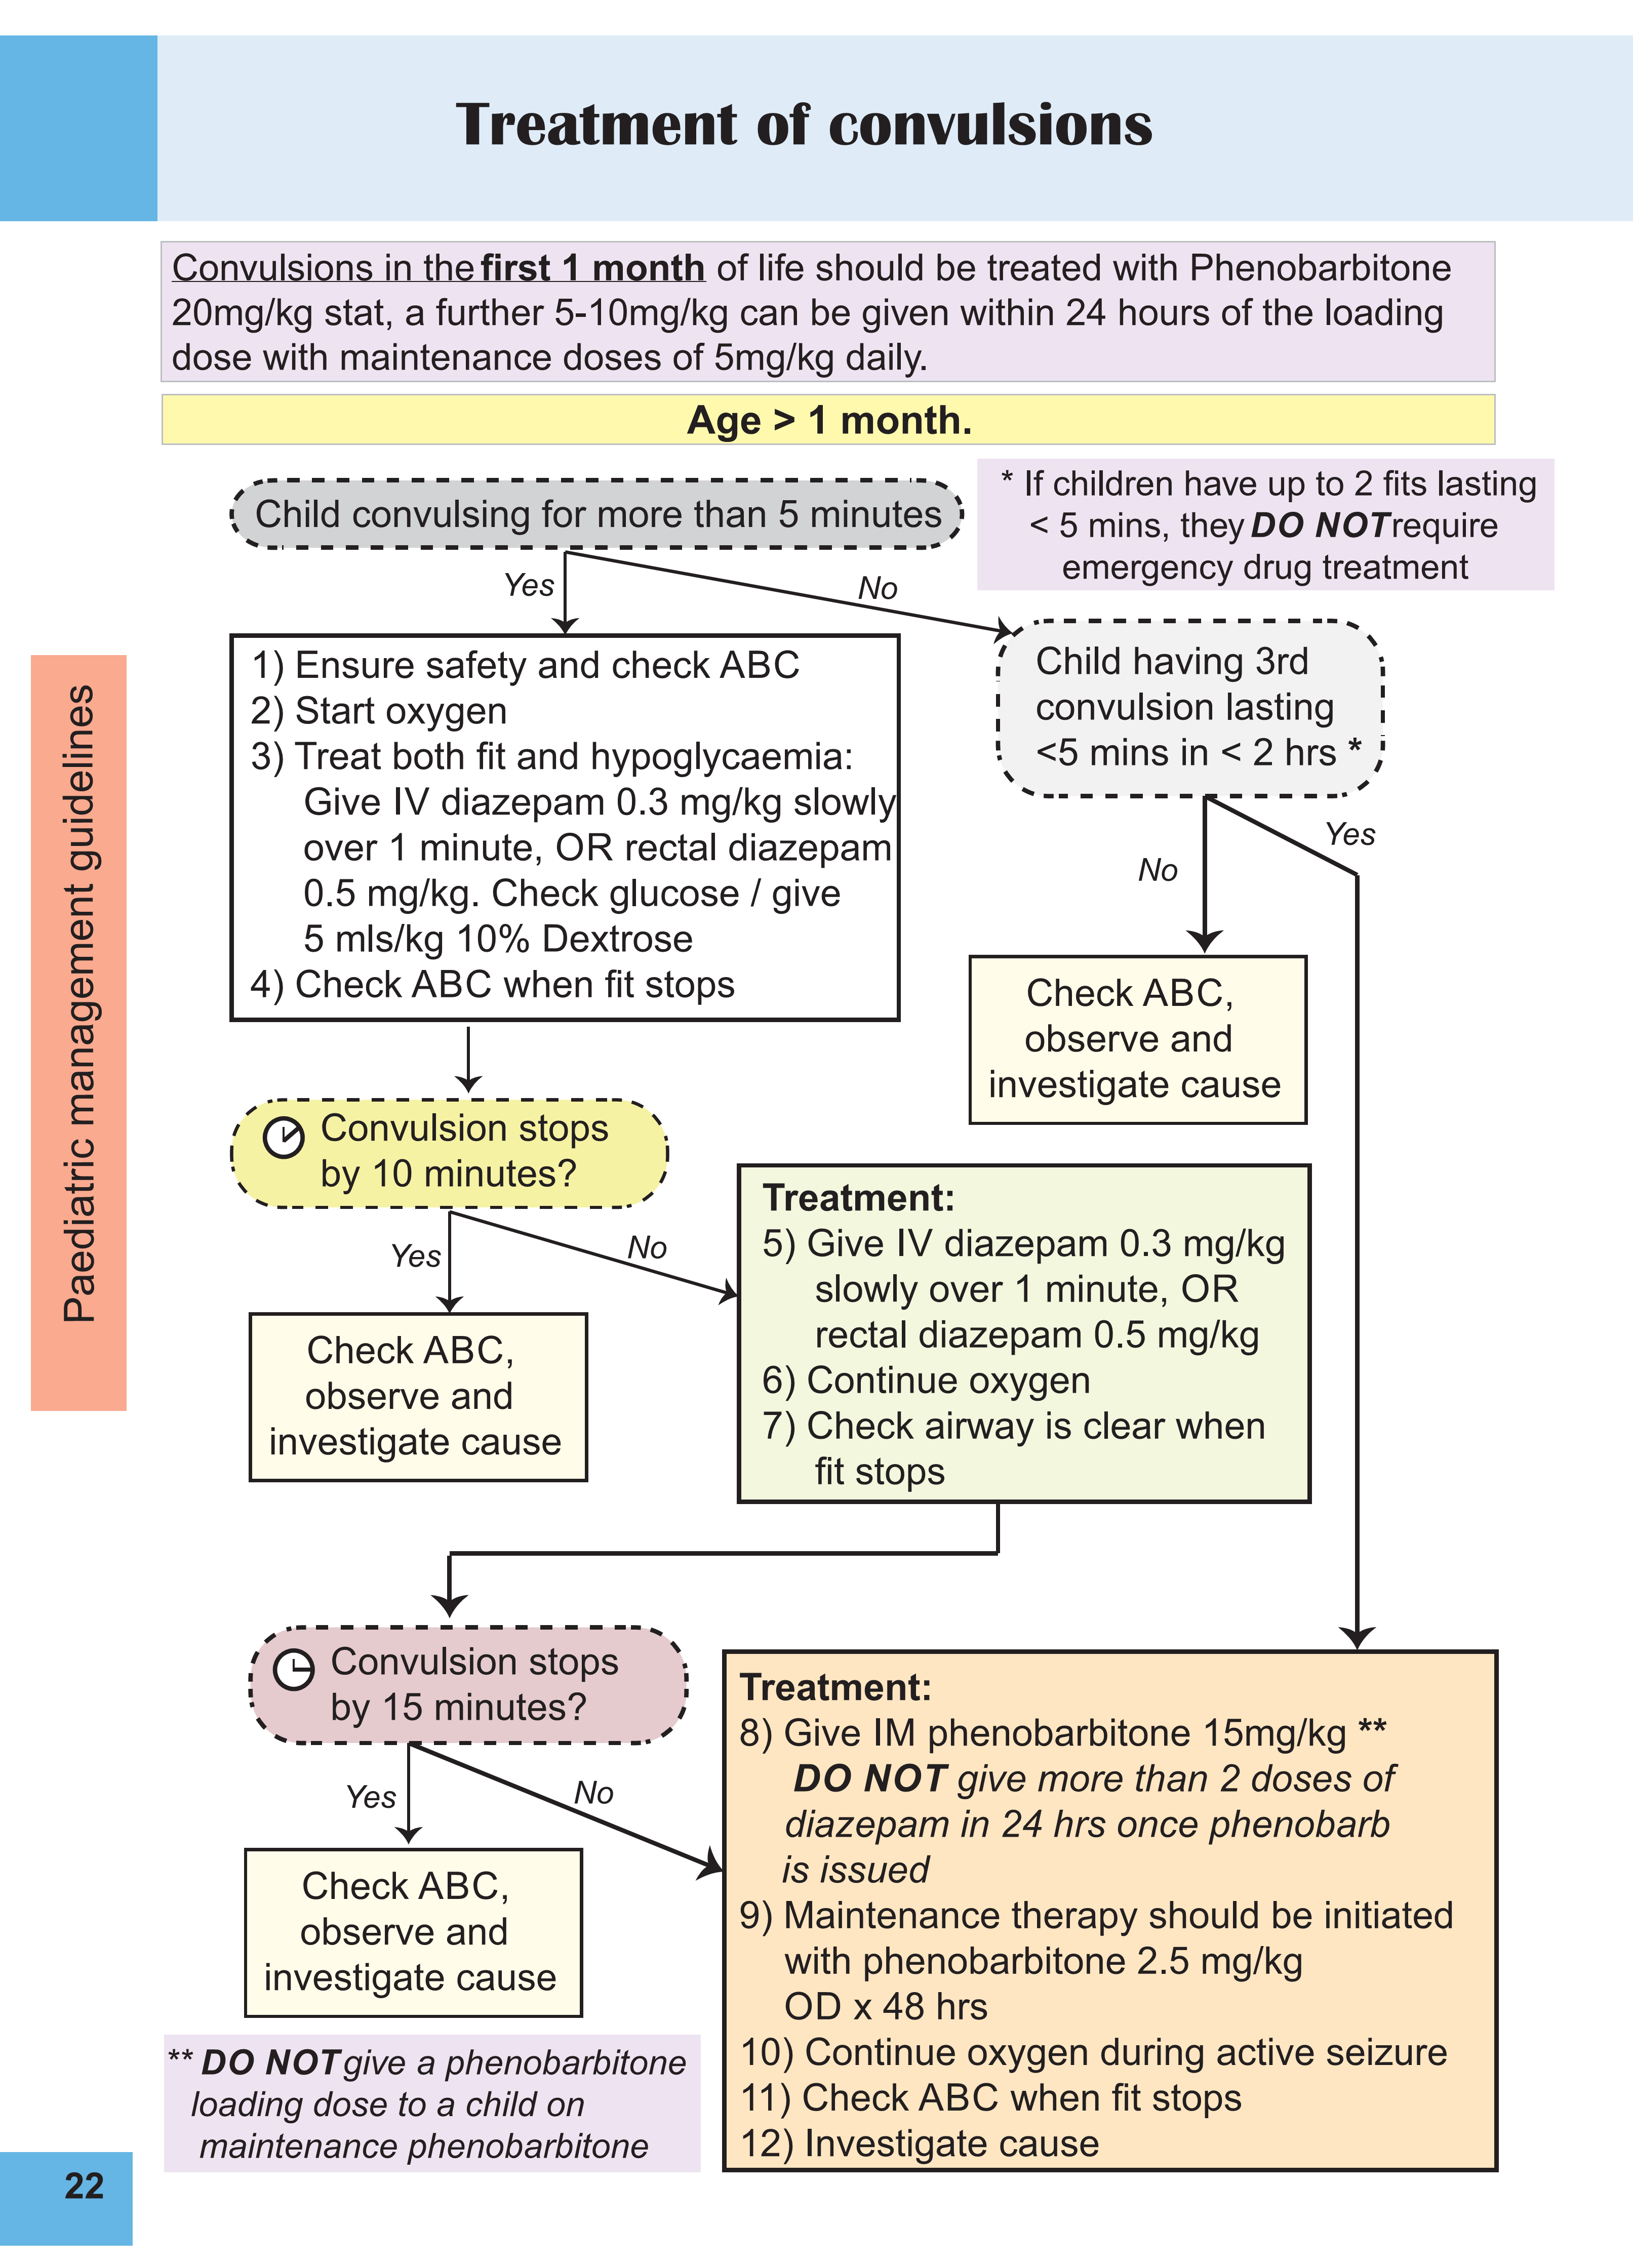 Treatment of convulsions
Convulsions in the first 1 month of life should be treated with Phenobarbitone
20mg/kg stat, a further 5-10mg/kg can be given within 24 hours of the loading
dose with maintenance doses of 5mg/kg daily.
Age > 1 month.
Child convulsing for more than 5 minutes
* If children have up to 2 fits lasting
< 5 mins, they DO NOT require
emergency drug treatment
Yes
No
1) Ensure safety and check ABC
2) Start oxygen
3) Treat both fit and hypoglycaemia:
Give IV diazepam 0.3 mg/kg slowly
over 1 minute, OR rectal diazepam
0.5 mg/kg. Check glucose / give
5 mls/kg 10% Dextrose
4) Check ABC when fit stops
Child having 3rd
convulsion lasting
<5 mins in < 2 hrs *
No
Yes
Check ABC,
observe and
investigate cause
Convulsion stops
by 10 minutes?
Yes
No
Check ABC,
observe and
investigate cause
Treatment:
5) Give IV diazepam 0.3 mg/kg
slowly over 1 minute, OR
rectal diazepam 0.5 mg/kg
6) Continue oxygen
7) Check airway is clear when
fit stops
Convulsion stops
by 15 minutes?
Yes
No
Check ABC,
observe and
investigate cause
Treatment:
8) Give IM phenobarbitone 15mg/kg **
DO NOT give more than 2 doses of
diazepam in 24 hrs once phenobarb
is issued
9) Maintenance therapy should be initiated
with phenobarbitone 2.5 mg/kg
OD x 48 hrs
10) Continue oxygen during active seizure
11) Check ABC when fit stops
12) Investigate cause
** DO NOT give a phenobarbitone
loading dose to a child on
maintenance phenobarbitone
Paediatric management guidelines
22